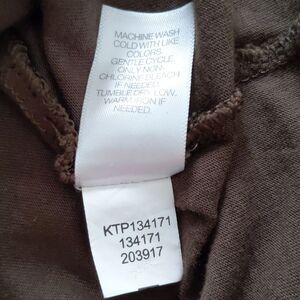 MACHINE WASH
COLD WITH LIKE
COLORS.
GENTLE CYCLE.
ONLY NON-
CHLORINE BLEACH
IF NEEDED.
TUMBLE DRY LOW.
WARM IRON IF
NEEDED.
KTP134171
134171
203917